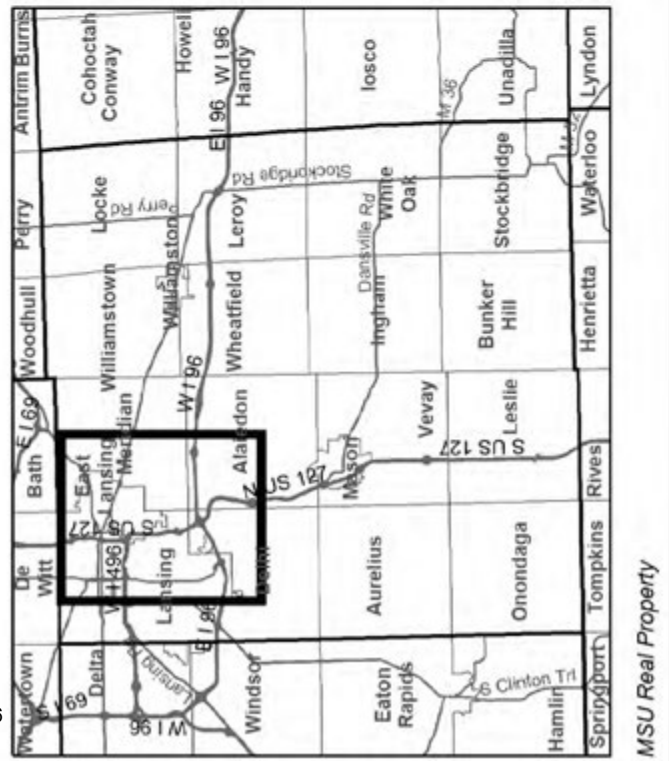 Watertown
De
Witt
Bath
Woodhull
Perry
Antrim Burns
E I 69
S I 69
Delta
East
Lansing
Meridian
Williamstown
Locke
Cohoctah
Conway
Perry Rd
W I 496
S US 127
Lansing
Williamston
Howell
W I 96
E I 96
W I 96
E I 96
W I 96
Windsor
Alaiedon
Wheatfield
Leroy
Handy
N US 127
Stockbridge Rd
Eaton
Rapids
Aurelius
Mason
Vevay
Dansville Rd
Ingham
White
Oak
Iosco
M 36
S US 127
S Clinton Trl
Hamlin
Onondaga
Leslie
Bunker
Hill
Stockbridge
Unadilla
Springport
Tompkins
Rives
Henrietta
Waterloo
Lyndon
MSU Real Property